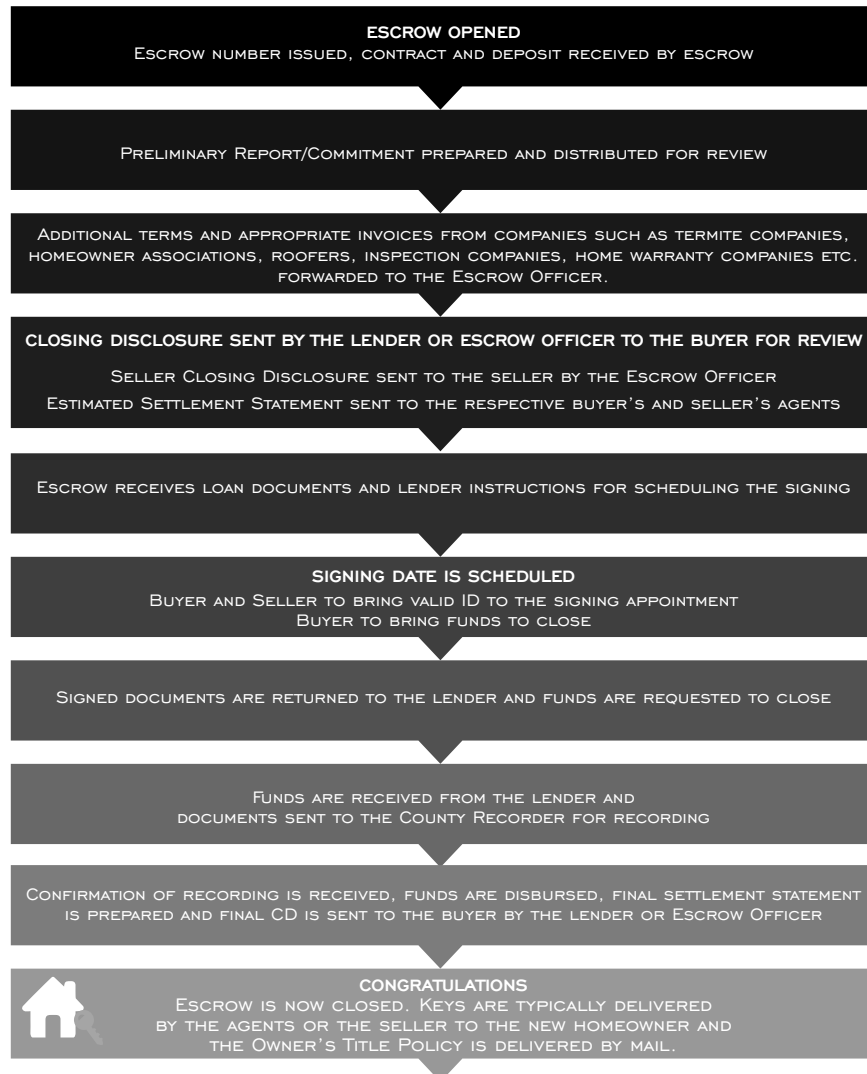 ESCROW OPENED
ESCROW NUMBER ISSUED, CONTRACT AND DEPOSIT RECEIVED BY ESCROW
PRELIMINARY REPORT/COMMITMENT PREPARED AND DISTRIBUTED FOR REVIEW
ADDITIONAL TERMS AND APPROPRIATE INVOICES FROM COMPANIES SUCH AS TERMITE COMPANIES,
HOMEOWNER ASSOCIATIONS, ROOFERS, INSPECTION COMPANIES, HOME WARRANTY COMPANIES ETC.
FORWARDED TO THE ESCROW OFFICER.
CLOSING DISCLOSURE SENT BY THE LENDER OR ESCROW OFFICER TO THE BUYER FOR REVIEW
SELLER CLOSING DISCLOSURE SENT TO THE SELLER BY THE ESCROW OFFICER
ESTIMATED SETTLEMENT STATEMENT SENT TO THE RESPECTIVE BUYER'S AND SELLER'S AGENTS
ESCROW RECEIVES LOAN DOCUMENTS AND LENDER INSTRUCTIONS FOR SCHEDULING THE SIGNING
SIGNING DATE IS SCHEDULED
BUYER AND SELLER TO BRING VALID ID TO THE SIGNING APPOINTMENT
BUYER TO BRING FUNDS TO CLOSE
SIGNED DOCUMENTS ARE RETURNED TO THE LENDER AND FUNDS ARE REQUESTED TO CLOSE
FUNDS ARE RECEIVED FROM THE LENDER AND
DOCUMENTS SENT TO THE COUNTY RECORDER FOR RECORDING
CONFIRMATION OF RECORDING IS RECEIVED, FUNDS ARE DISBURSED, FINAL SETTLEMENT STATEMENT
IS PREPARED AND FINAL CD IS SENT TO THE BUYER BY THE LENDER OR ESCROW OFFICER
CONGRATULATIONS
ESCROW IS NOW CLOSED. KEYS ARE TYPICALLY DELIVERED
BY THE AGENTS OR THE SELLER TO THE NEW HOMEOWNER AND
THE OWNER'S TITLE POLICY IS DELIVERED BY MAIL.